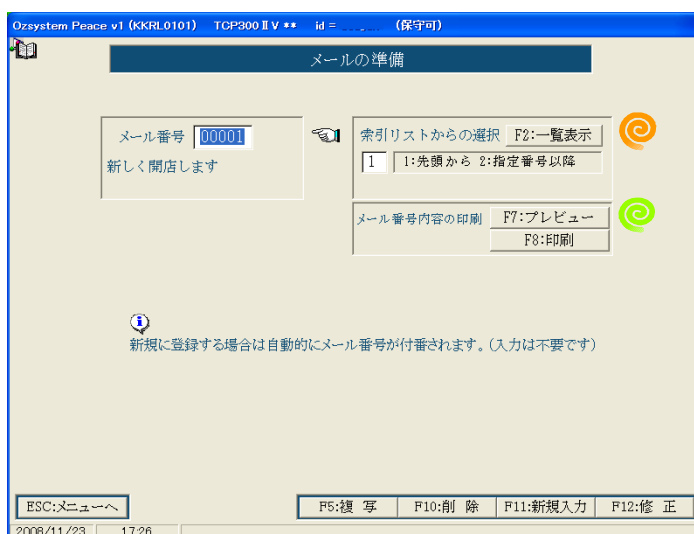 Ozsystem Peace v1 (KKRL0101) TCP300ⅡV ** id = (保守可)
メールの準備
メール番号 00001
新しく開店します
索引リストからの選択 F2:一覧表示
1 1:先頭から 2:指定番号以降
メール番号内容の印刷 F7:プレビュー
F8:印刷
新規に登録する場合は自動的にメール番号が付番されます。(入力は不要です)
ESC:メニューへ F5:複 写 F10:削 除 F11:新規入力 F12:修 正
2008/11/23 17:26